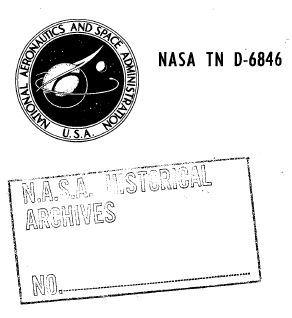 NATIONAL AERONAUTICS AND SPACE ADMINISTRATION
U.S.A.
NASA TN D-6846
N.A.S.A. HISTORICAL
ARCHIVES
NO.